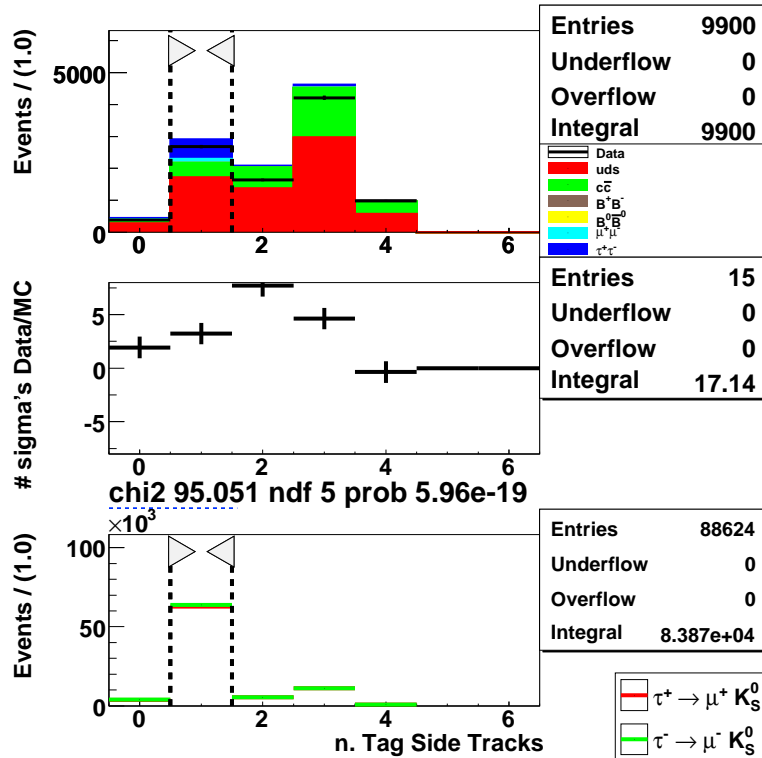 Events / (1.0)
5000
0
0 2 4 6
Entries 9900
Underflow 0
Overflow 0
Integral 9900
Data
uds
cc̅
B⁺B⁻
B⁰B̅⁰
μ⁺μ⁻
τ⁺τ⁻
# sigma's Data/MC
5
0
-5
0 2 4 6
Entries 15
Underflow 0
Overflow 0
Integral 17.14
chi2 95.051 ndf 5 prob 5.96e-19
×10³
Events / (1.0)
100
50
0
0 2 4 6
n. Tag Side Tracks
Entries 88624
Underflow 0
Overflow 0
Integral 8.387e+04
τ⁺ → μ⁺ K⁰S
τ⁻ → μ⁻ K⁰S